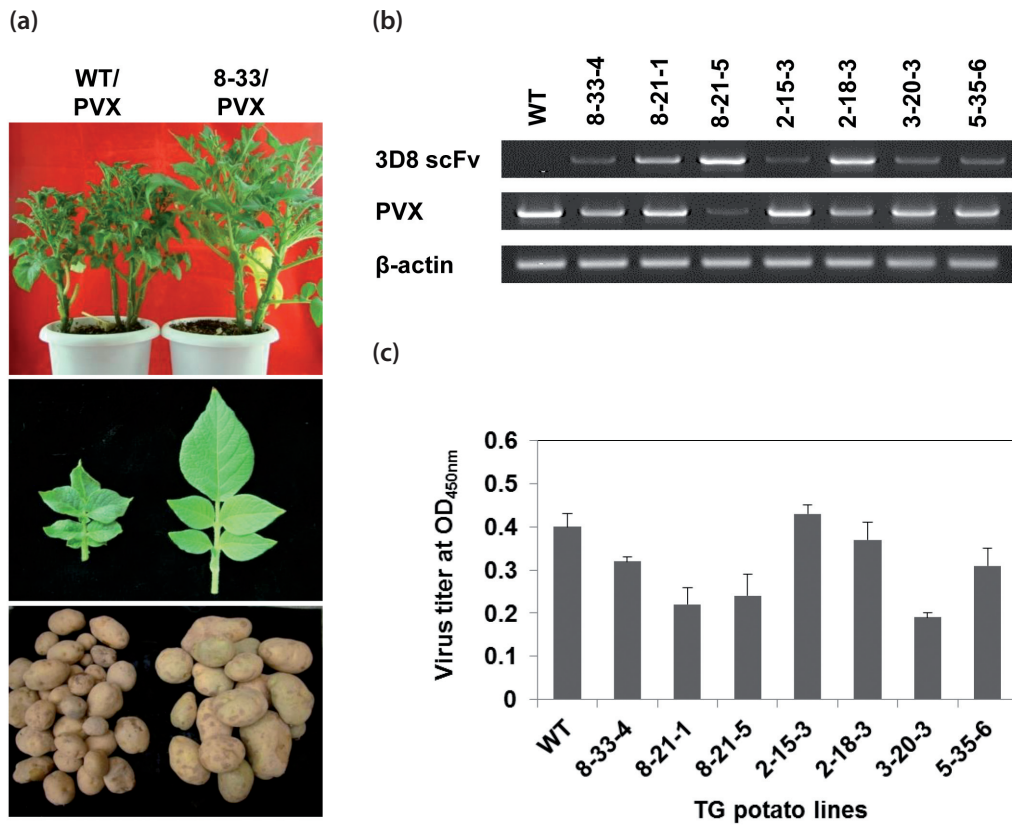 (a)
WT/
PVX
8-33/
PVX
(b)
WT
8-33-4
8-21-1
8-21-5
2-15-3
2-18-3
3-20-3
5-35-6
3D8 scFv
PVX
β-actin
(c)
Virus titer at OD450nm
0.6
0.5
0.4
0.3
0.2
0.1
0
WT
8-33-4
8-21-1
8-21-5
2-15-3
2-18-3
3-20-3
5-35-6
TG potato lines